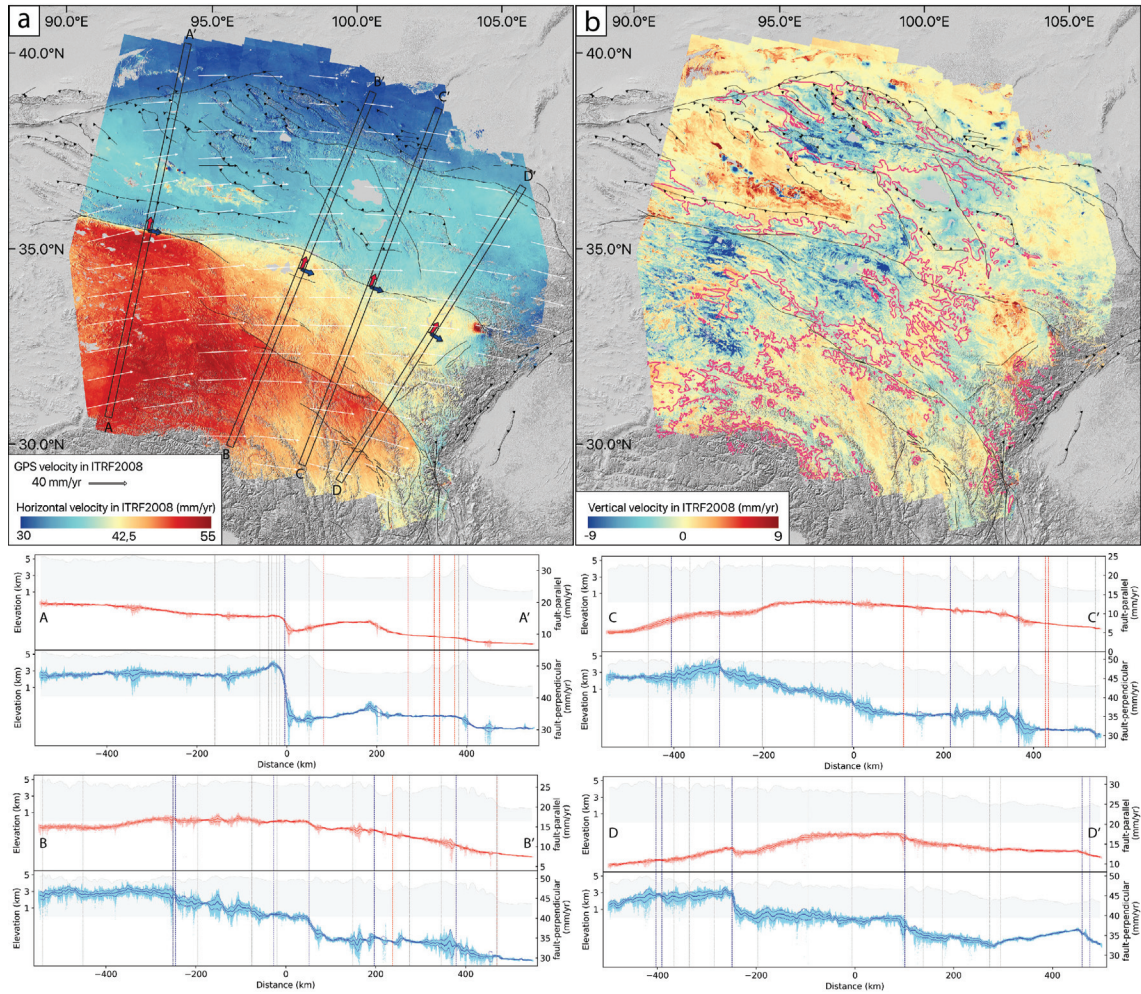 a
90.0°E 95.0°E 100.0°E 105.0°E
40.0°N
35.0°N
30.0°N
A'
B'
C'
D'
A
B
C
D
GPS velocity in ITRF2008
40 mm/yr
Horizontal velocity in ITRF2008 (mm/yr)
30 42,5 55
b
90.0°E 95.0°E 100.0°E 105.0°E
40.0°N
35.0°N
30.0°N
Vertical velocity in ITRF2008 (mm/yr)
-9 0 9
Elevation (km)
5
3
1
A
A'
30
20
10
fault-parallel
(mm/yr)
Elevation (km)
5
3
1
50
45
40
35
30
fault-perpendicular
(mm/yr)
−400 −200 0 200 400
Distance (km)
Elevation (km)
5
3
1
C
C'
25
20
15
10
5
0
fault-parallel
(mm/yr)
Elevation (km)
5
3
1
50
45
40
35
30
fault-perpendicular
(mm/yr)
−400 −200 0 200 400
Distance (km)
Elevation (km)
5
3
1
B
B'
25
20
15
10
5
fault-parallel
(mm/yr)
Elevation (km)
5
3
1
50
45
40
35
30
fault-perpendicular
(mm/yr)
−400 −200 0 200 400
Distance (km)
Elevation (km)
5
3
1
D
D'
30
25
20
15
10
fault-parallel
(mm/yr)
Elevation (km)
5
3
1
50
45
40
35
30
fault-perpendicular
(mm/yr)
−400 −200 0 200 400
Distance (km)